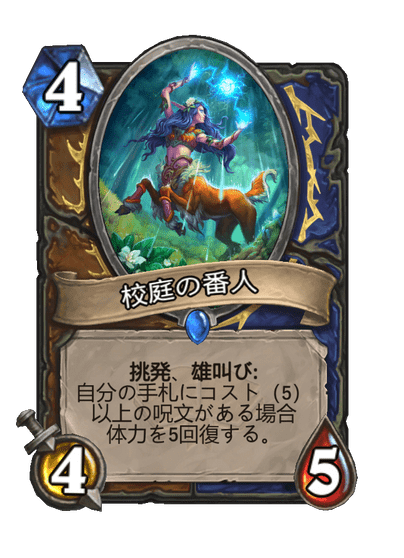 4
校庭の番人
挑発、雄叫び:
自分の手札にコスト (5)
以上の呪文がある場合
体力を5回復する。
4
5